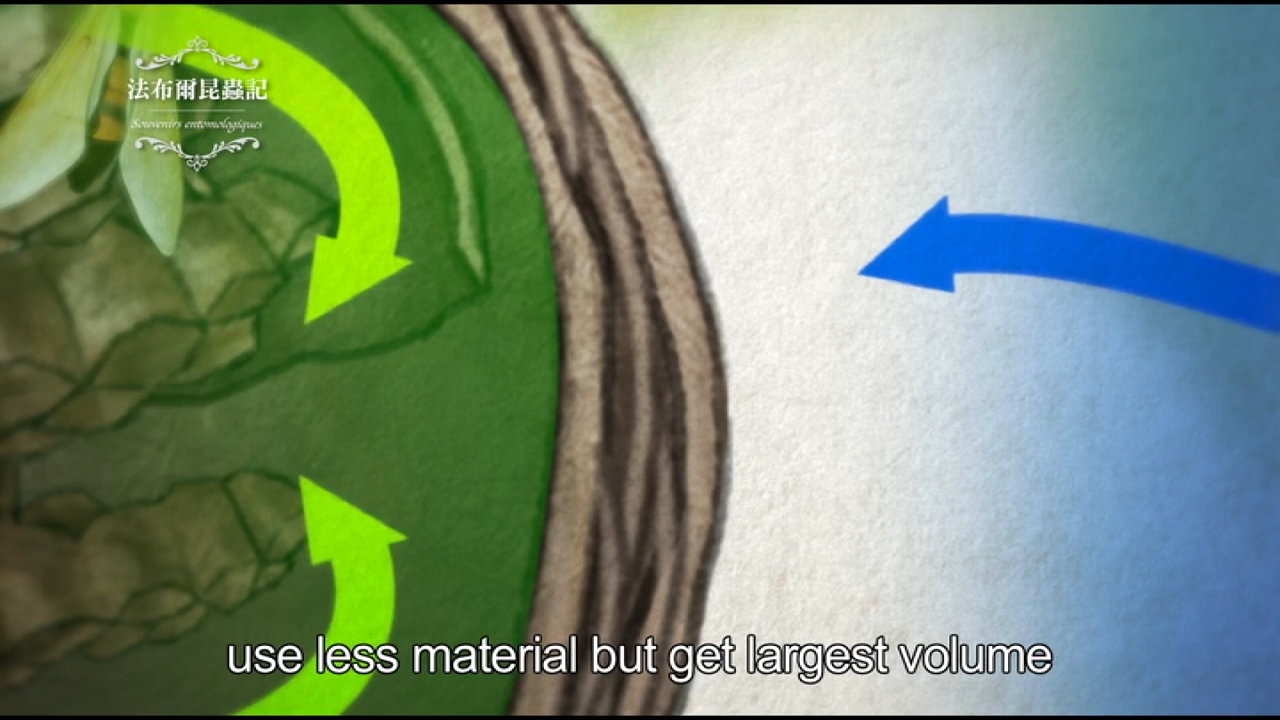 法布爾昆蟲記
Souvenirs entomologiques
use less material but get largest volume